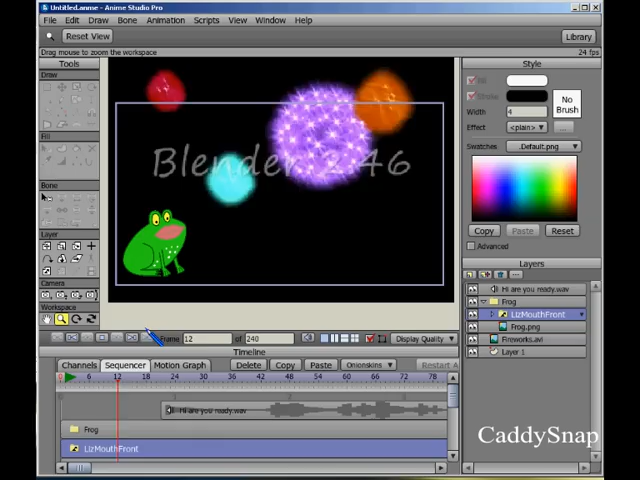 Untitled.anme - Anime Studio Pro
File Edit Draw Bone Animation Scripts View Window Help
Reset View Library
Drag mouse to zoom the workspace 24 fps
Tools
Draw
Fill
Bone
Layer
Camera
Workspace
Blender 2.46
Style
Fill
Stroke
No Brush
Width 4
Effect <plain> ...
Swatches .Default.png
Copy Paste Reset
Advanced
Layers
Hi are you ready.wav
Frog
LizMouthFront
Frog.png
Fireworks.avi
Layer 1
Frame 12 of 240 Display Quality
Timeline
Channels Sequencer Motion Graph Delete Copy Paste Onionskins Restart A
0 6 12 18 24 30 36 42 48 54 60 66 72 78
Hi are you ready.wav
Frog
LizMouthFront
CaddySnap